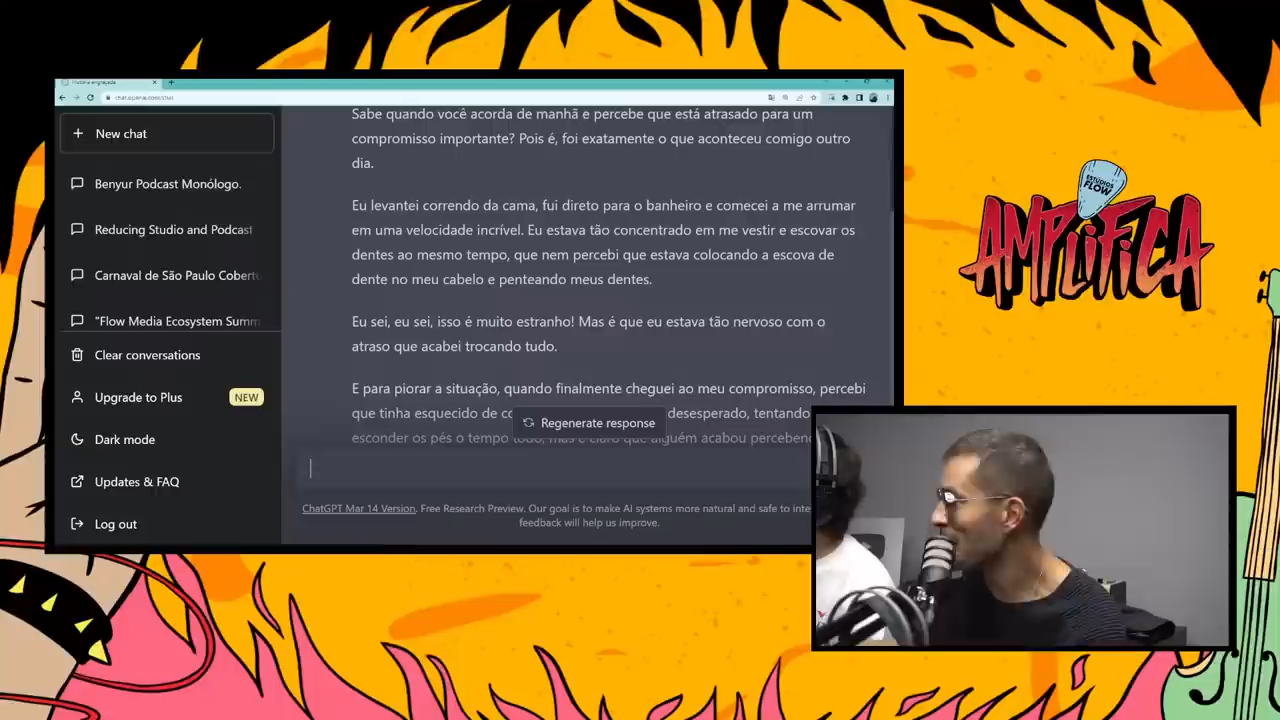 chat.openai.com/chat
New chat
Benyur Podcast Monólogo.
Reducing Studio and Podcast
Carnaval de São Paulo Cobertu
"Flow Media Ecosystem Summ
Clear conversations
Upgrade to Plus NEW
Dark mode
Updates & FAQ
Log out
Sabe quando você acorda de manhã e percebe que está atrasado para um
compromisso importante? Pois é, foi exatamente o que aconteceu comigo outro
dia.
Eu levantei correndo da cama, fui direto para o banheiro e comecei a me arrumar
em uma velocidade incrível. Eu estava tão concentrado em me vestir e escovar os
dentes ao mesmo tempo, que nem percebi que estava colocando a escova de
dente no meu cabelo e penteando meus dentes.
Eu sei, eu sei, isso é muito estranho! Mas é que eu estava tão nervoso com o
atraso que acabei trocando tudo.
E para piorar a situação, quando finalmente cheguei ao meu compromisso, percebi
que tinha esquecido de co desesperado, tentando
esconder os pés o tempo todo, mas é claro que alguém acabou percebend
Regenerate response
ChatGPT Mar 14 Version. Free Research Preview. Our goal is to make AI systems more natural and safe to inte
feedback will help us improve.
ESTÚDIOS
FLOW
AMPLIFICA